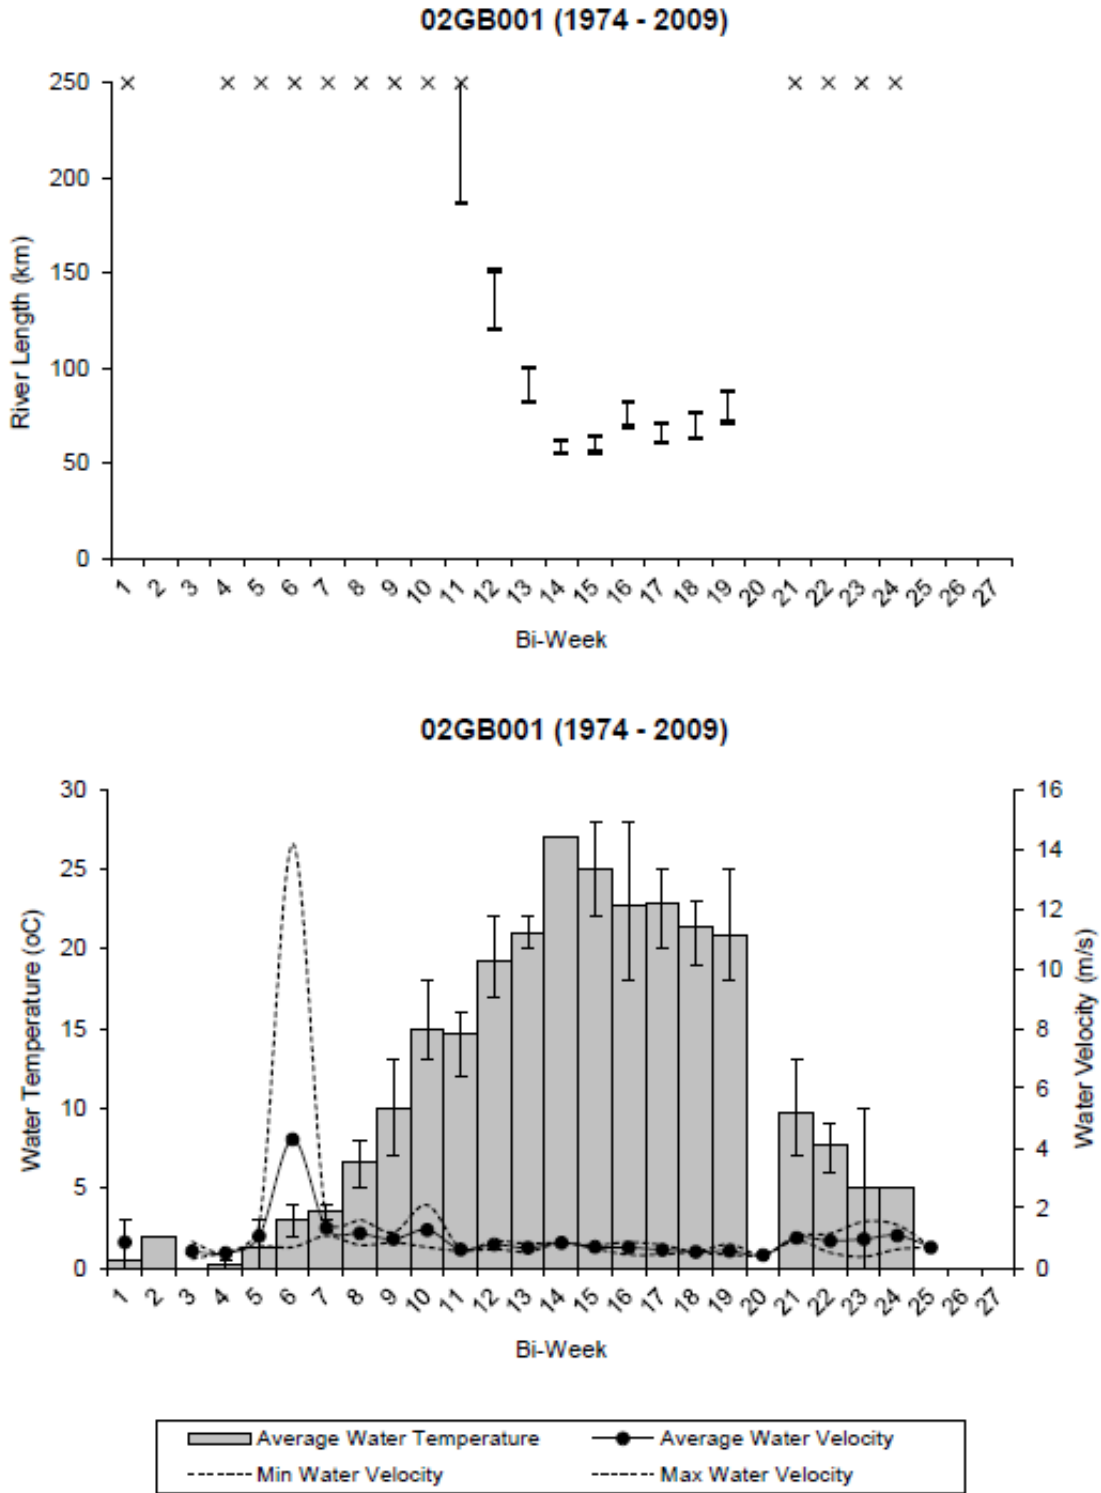 02GB001 (1974 - 2009)
250
200
150
100
50
0
River Length (km)
1 2 3 4 5 6 7 8 9 10 11 12 13 14 15 16 17 18 19 20 21 22 23 24 25 26 27
Bi-Week
02GB001 (1974 - 2009)
30
25
20
15
10
5
0
Water Temperature (oC)
16
14
12
10
8
6
4
2
0
Water Velocity (m/s)
1 2 3 4 5 6 7 8 9 10 11 12 13 14 15 16 17 18 19 20 21 22 23 24 25 26 27
Bi-Week
Average Water Temperature
Average Water Velocity
Min Water Velocity
Max Water Velocity